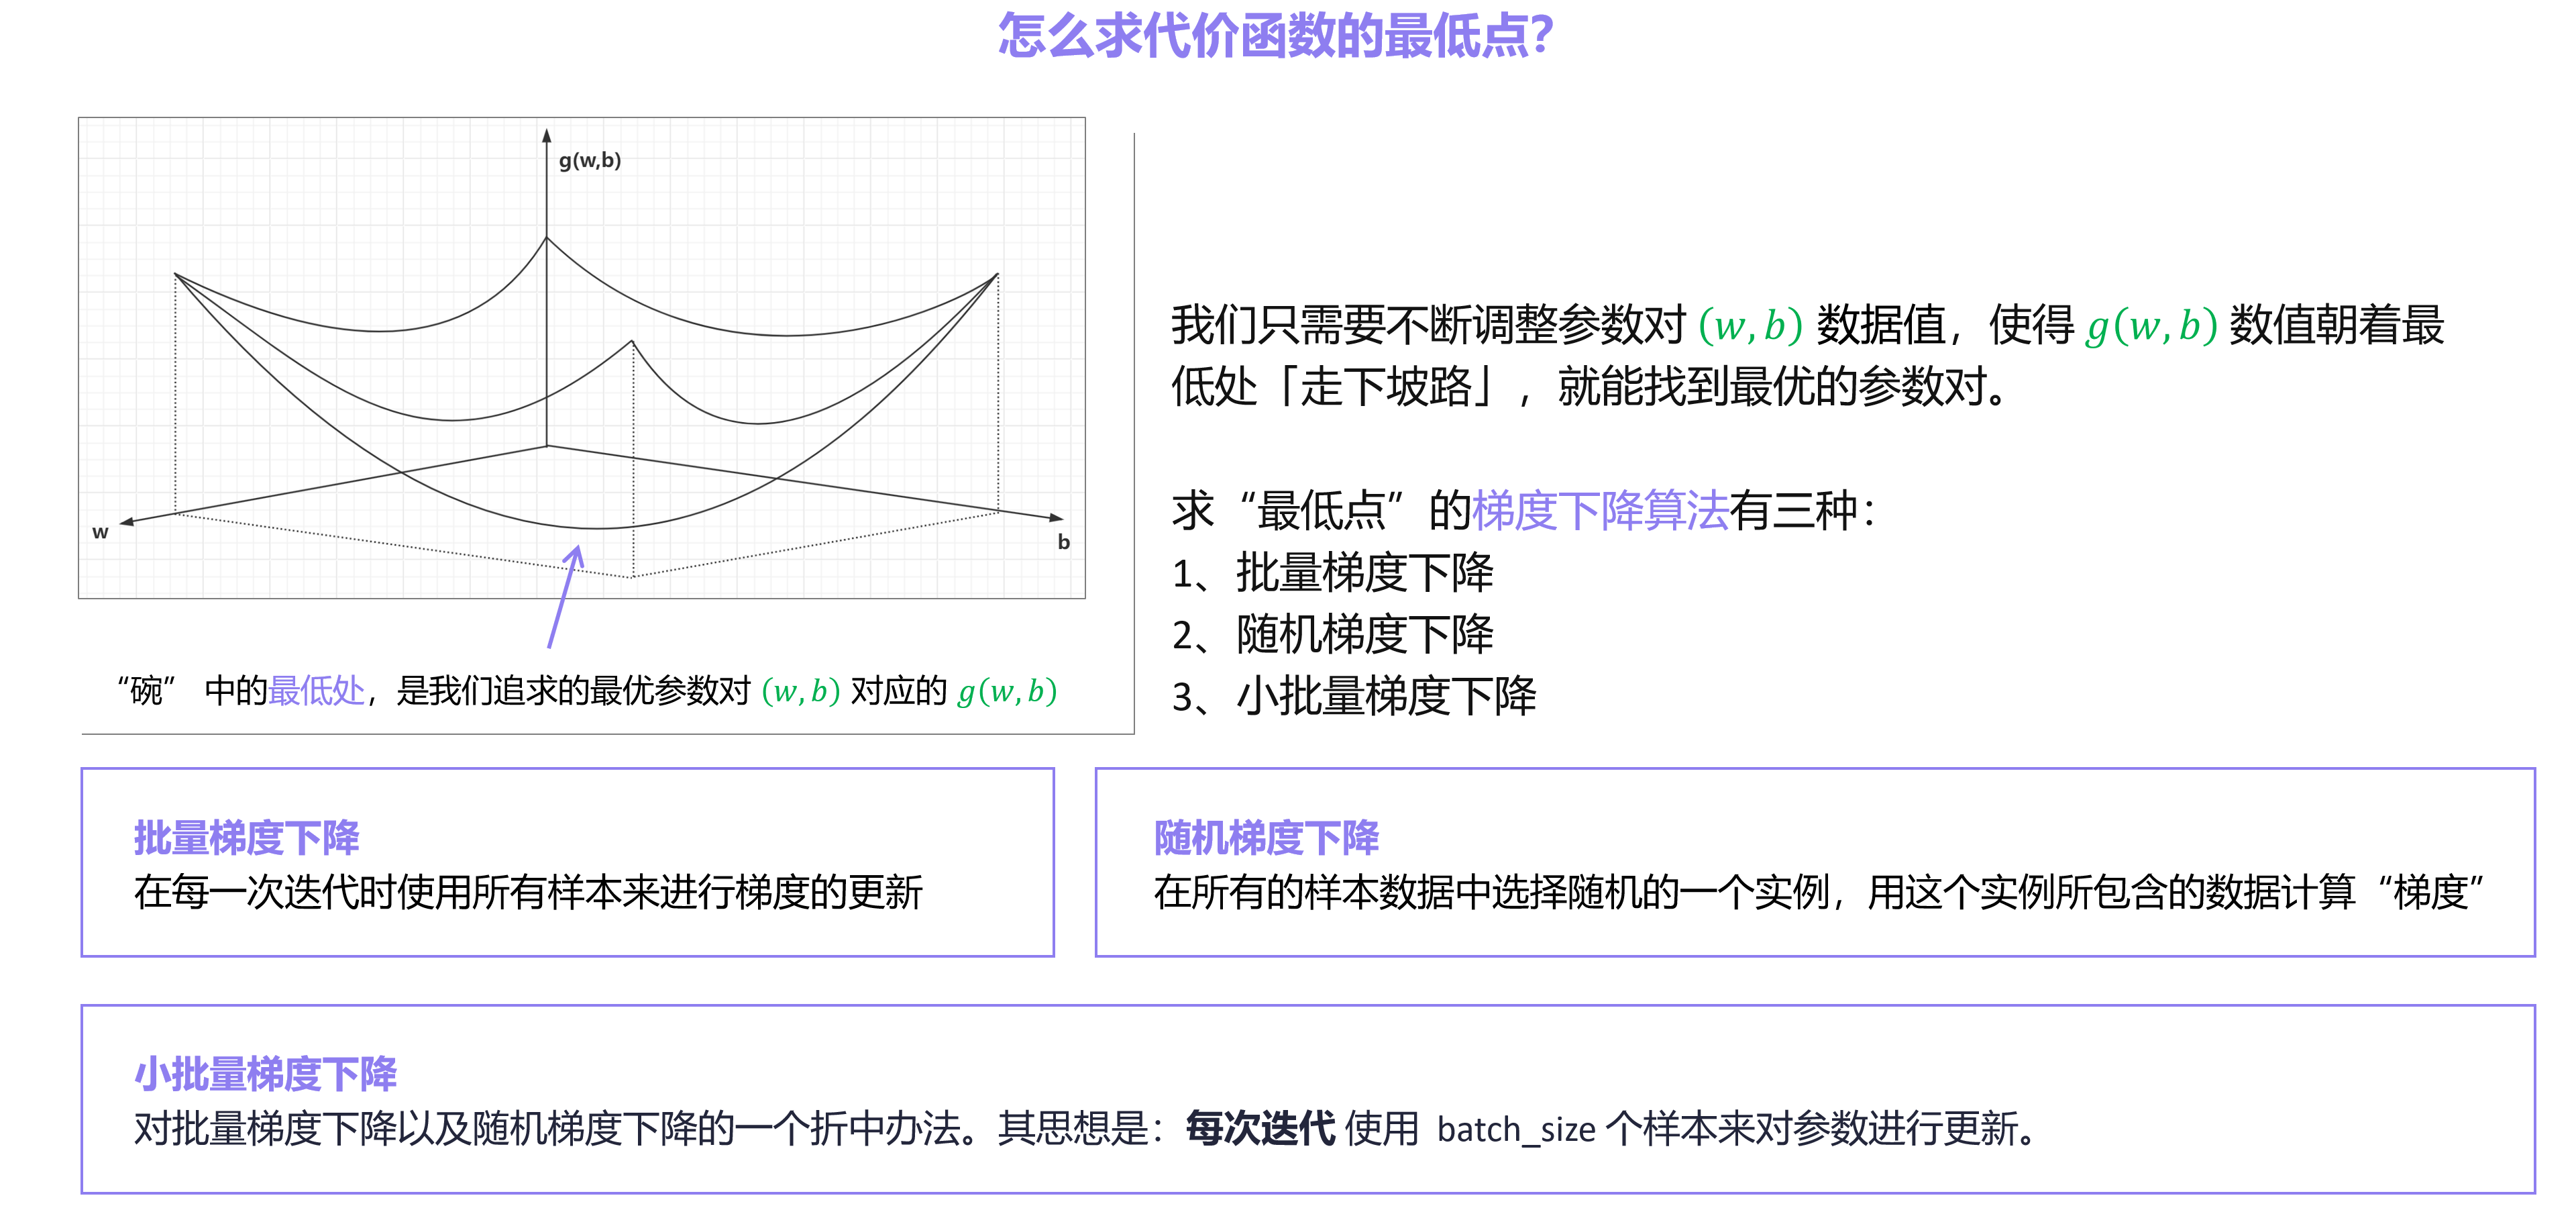 怎么求代价函数的最低点？
g(w,b)
w
b
“碗” 中的最低处，是我们追求的最优参数对 (w, b) 对应的 g(w, b)
我们只需要不断调整参数对 (w, b) 数据值，使得 g(w, b) 数值朝着最
低处「走下坡路」，就能找到最优的参数对。
求“最低点”的梯度下降算法有三种：
1、批量梯度下降
2、随机梯度下降
3、小批量梯度下降
批量梯度下降
在每一次迭代时使用所有样本来进行梯度的更新
随机梯度下降
在所有的样本数据中选择随机的一个实例，用这个实例所包含的数据计算“梯度”
小批量梯度下降
对批量梯度下降以及随机梯度下降的一个折中办法。其思想是：每次迭代 使用 batch_size 个样本来对参数进行更新。